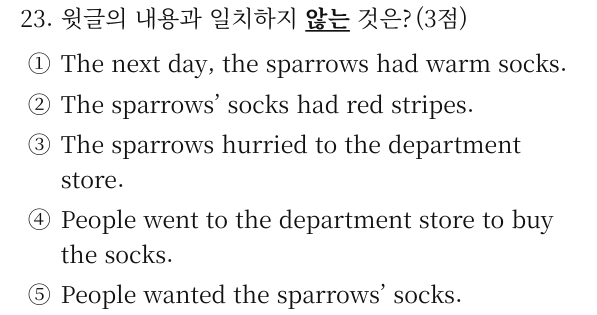 23. 윗글의 내용과 일치하지 않는 것은?(3점)
① The next day, the sparrows had warm socks.
② The sparrows’ socks had red stripes.
③ The sparrows hurried to the department
store.
④ People went to the department store to buy
the socks.
⑤ People wanted the sparrows’ socks.